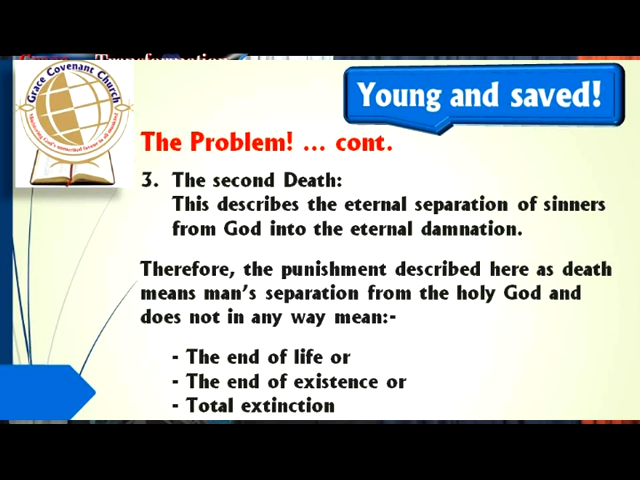 Grace Covenant Church
Young and saved!
The Problem! ... cont.
3. The second Death:
This describes the eternal separation of sinners
from God into the eternal damnation.
Therefore, the punishment described here as death
means man's separation from the holy God and
does not in any way mean:-
- The end of life or
- The end of existence or
- Total extinction